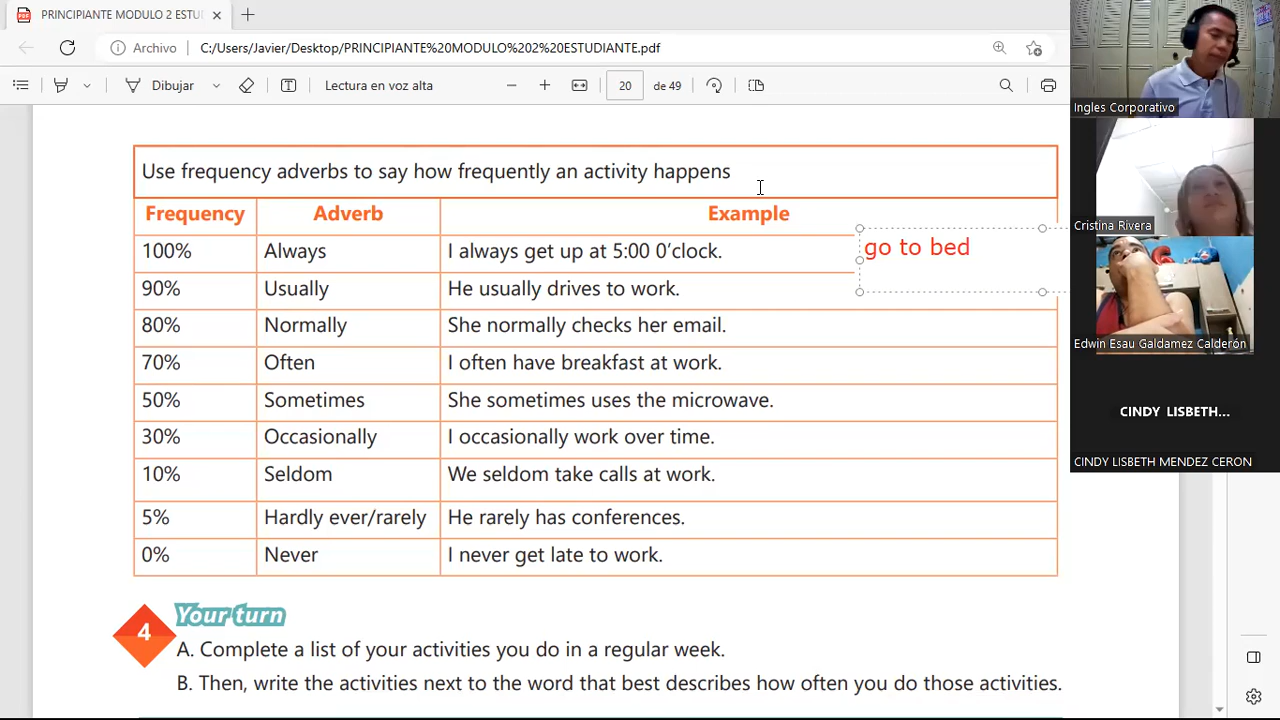 PRINCIPIANTE MODULO 2 ESTU
Archivo C:/Users/Javier/Desktop/PRINCIPIANTE%20MODULO%202%20ESTUDIANTE.pdf
Dibujar Lectura en voz alta 20 de 49
Use frequency adverbs to say how frequently an activity happens
Frequency Adverb Example
100% Always I always get up at 5:00 0'clock.
go to bed
90% Usually He usually drives to work.
80% Normally She normally checks her email.
70% Often I often have breakfast at work.
50% Sometimes She sometimes uses the microwave.
30% Occasionally I occasionally work over time.
10% Seldom We seldom take calls at work.
5% Hardly ever/rarely He rarely has conferences.
0% Never I never get late to work.
4 Your turn
A. Complete a list of your activities you do in a regular week.
B. Then, write the activities next to the word that best describes how often you do those activities.
Ingles Corporativo
Cristina Rivera
Edwin Esau Galdamez Calderón
CINDY LISBETH...
CINDY LISBETH MENDEZ CERON